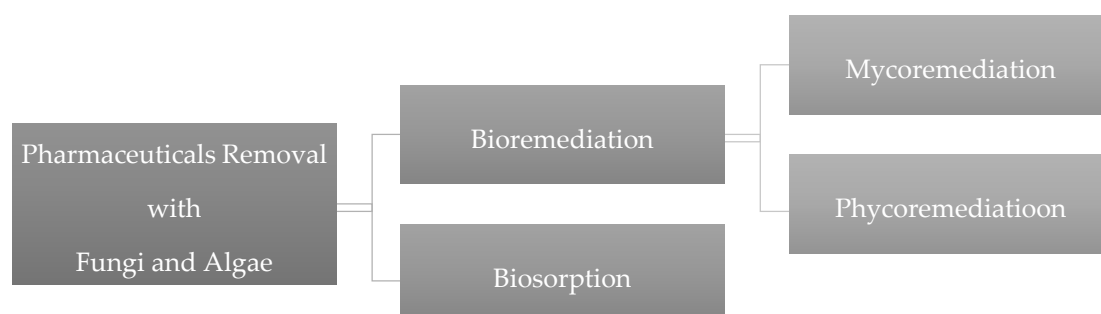 Pharmaceuticals Removal
with
Fungi and Algae
Bioremediation
Biosorption
Mycoremediation
Phycoremediatioon